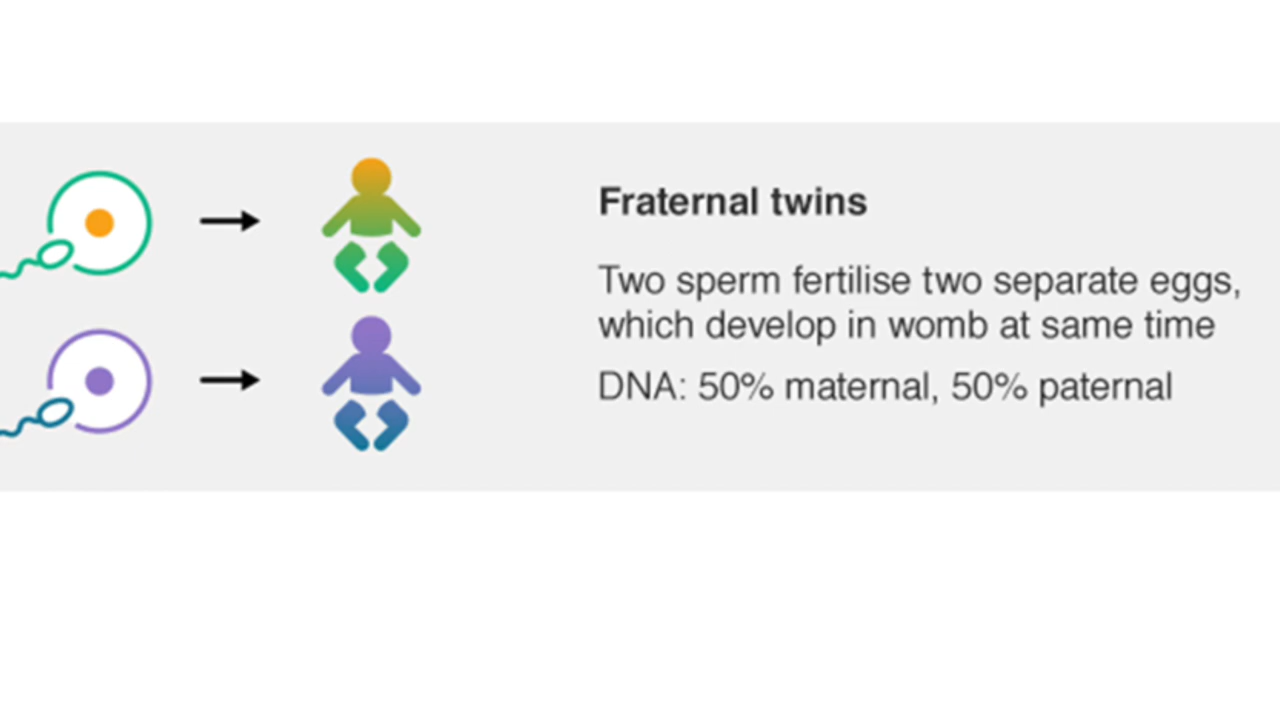 Fraternal twins
Two sperm fertilise two separate eggs,
which develop in womb at same time
DNA: 50% maternal, 50% paternal